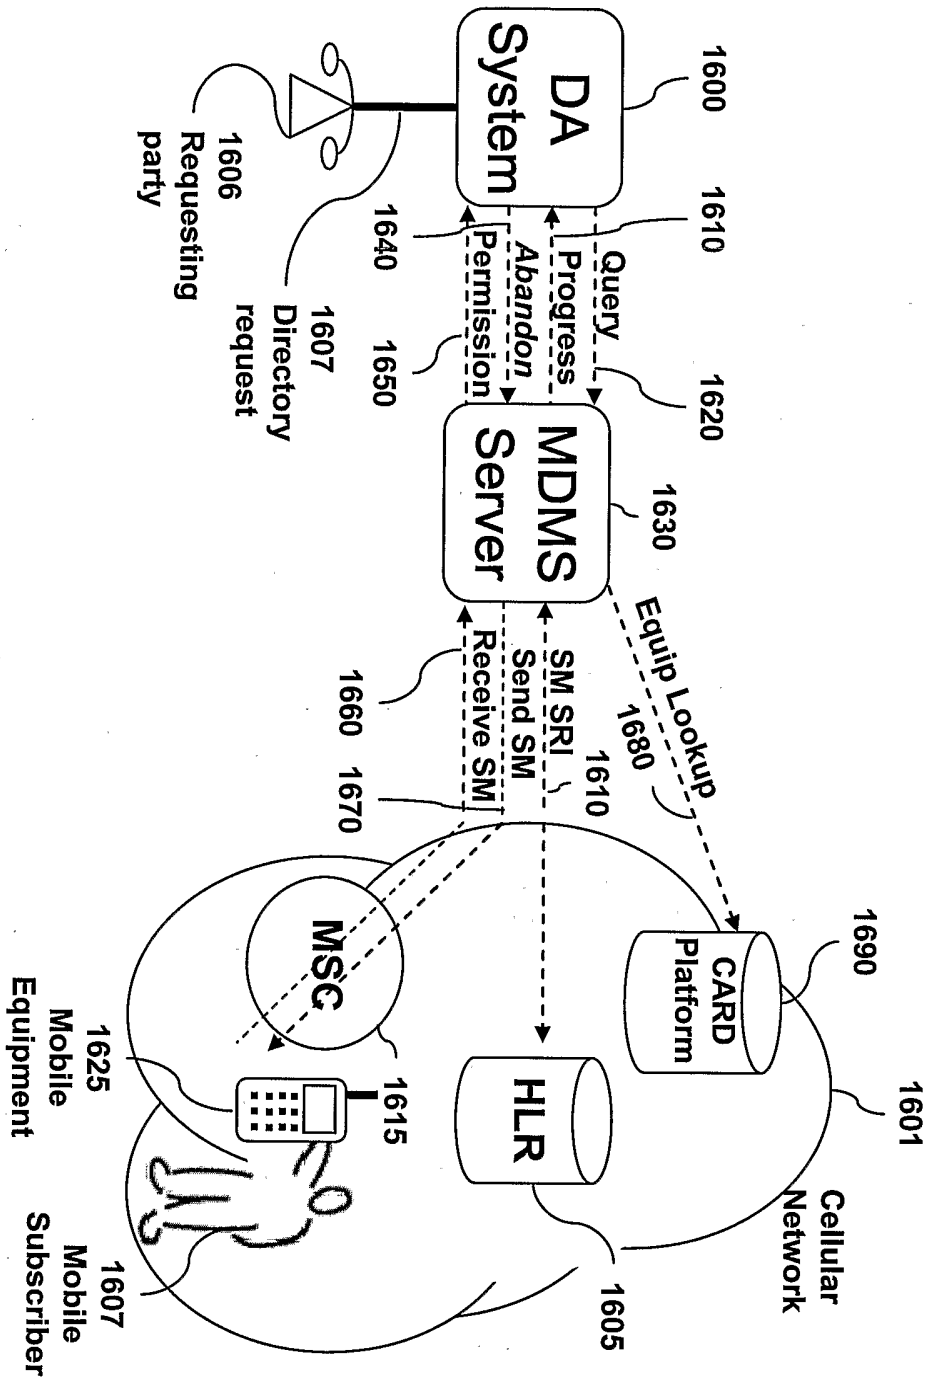 1600
DA
System
1606
Requesting
party
1607
Directory
request
1610
1620
Query
Progress
Abandon
Permission
1640
1650
1630
MDMS
Server
Equip Lookup
1680
SM SRI
1610
Send SM
Receive SM
1660
1670
1690
CARD
Platform
1601
Cellular
Network
HLR
1605
MSC
1615
1625
Mobile
Equipment
1607
Mobile
Subscriber